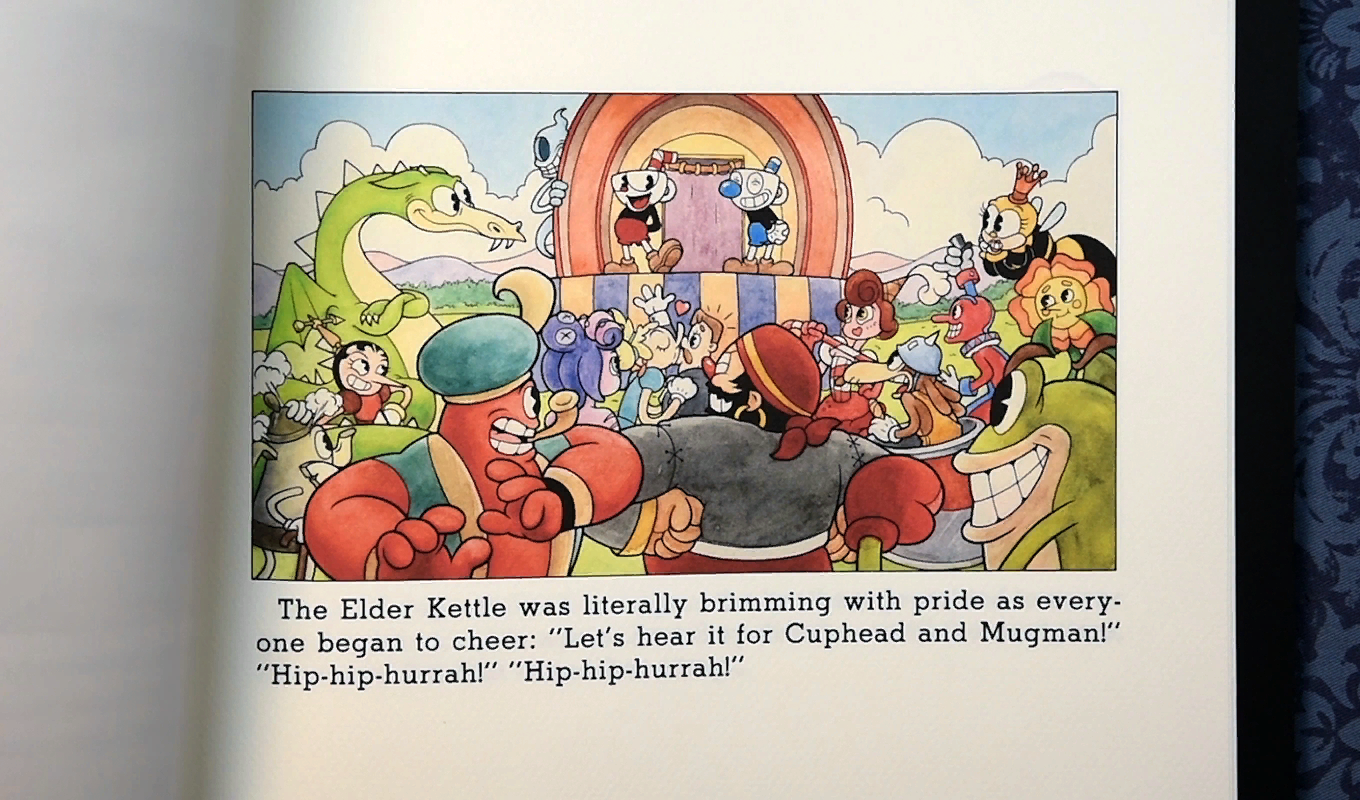 The Elder Kettle was literally brimming with pride as every-
one began to cheer: "Let's hear it for Cuphead and Mugman!"
"Hip-hip-hurrah!" "Hip-hip-hurrah!"